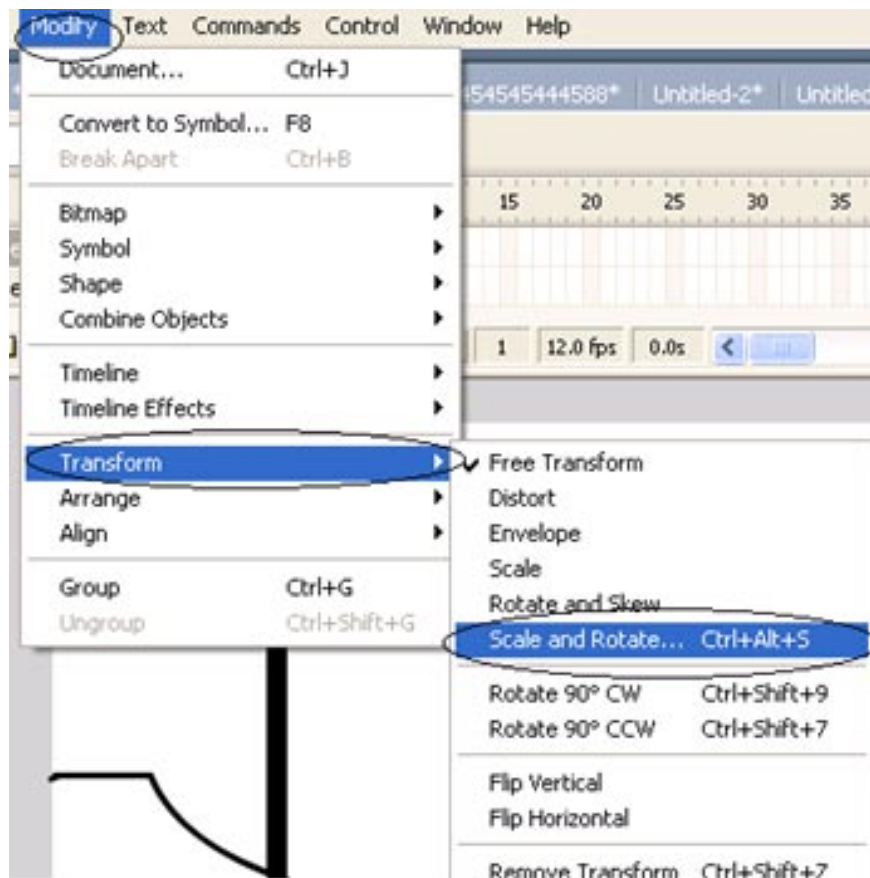 Modify Text Commands Control Window Help
Document... Ctrl+J
454545444588* Untitled-2*
Convert to Symbol... F8
Break Apart Ctrl+B
15 20 25 30 35
Bitmap
Symbol
Shape
Combine Objects
1 12.0 fps 0.0s
Timeline
Timeline Effects
Transform
Arrange
Align
Group Ctrl+G
Ungroup Ctrl+Shift+G
Free Transform
Distort
Envelope
Scale
Rotate and Skew
Scale and Rotate... Ctrl+Alt+S
Rotate 90° CW Ctrl+Shift+9
Rotate 90° CCW Ctrl+Shift+7
Flip Vertical
Flip Horizontal
Remove Transform Ctrl+Shift+Z